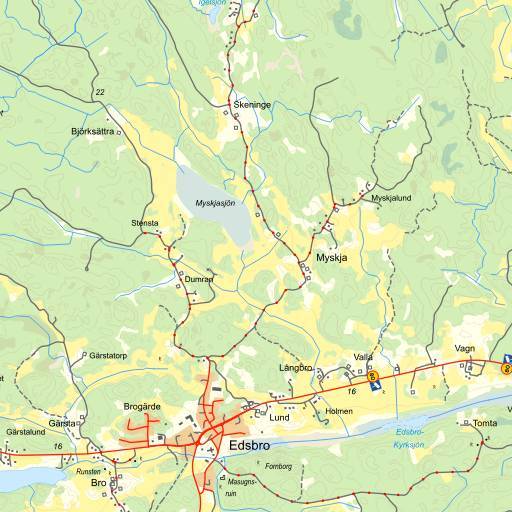 Igelsjön
22
Skeninge
Björksättra
Myskjasjön
Myskjalund
Stensta
Myskja
Dumran
Gärstatorp
Valla
Vagn
Långbro
16
Brogärde
Lund
Holmen
Gärsta
Tomta
Gärstalund
16
Edsbro
Edsbro-
Kyrksjön
Runsten
Bro
Fornborg
Masugns-
ruin